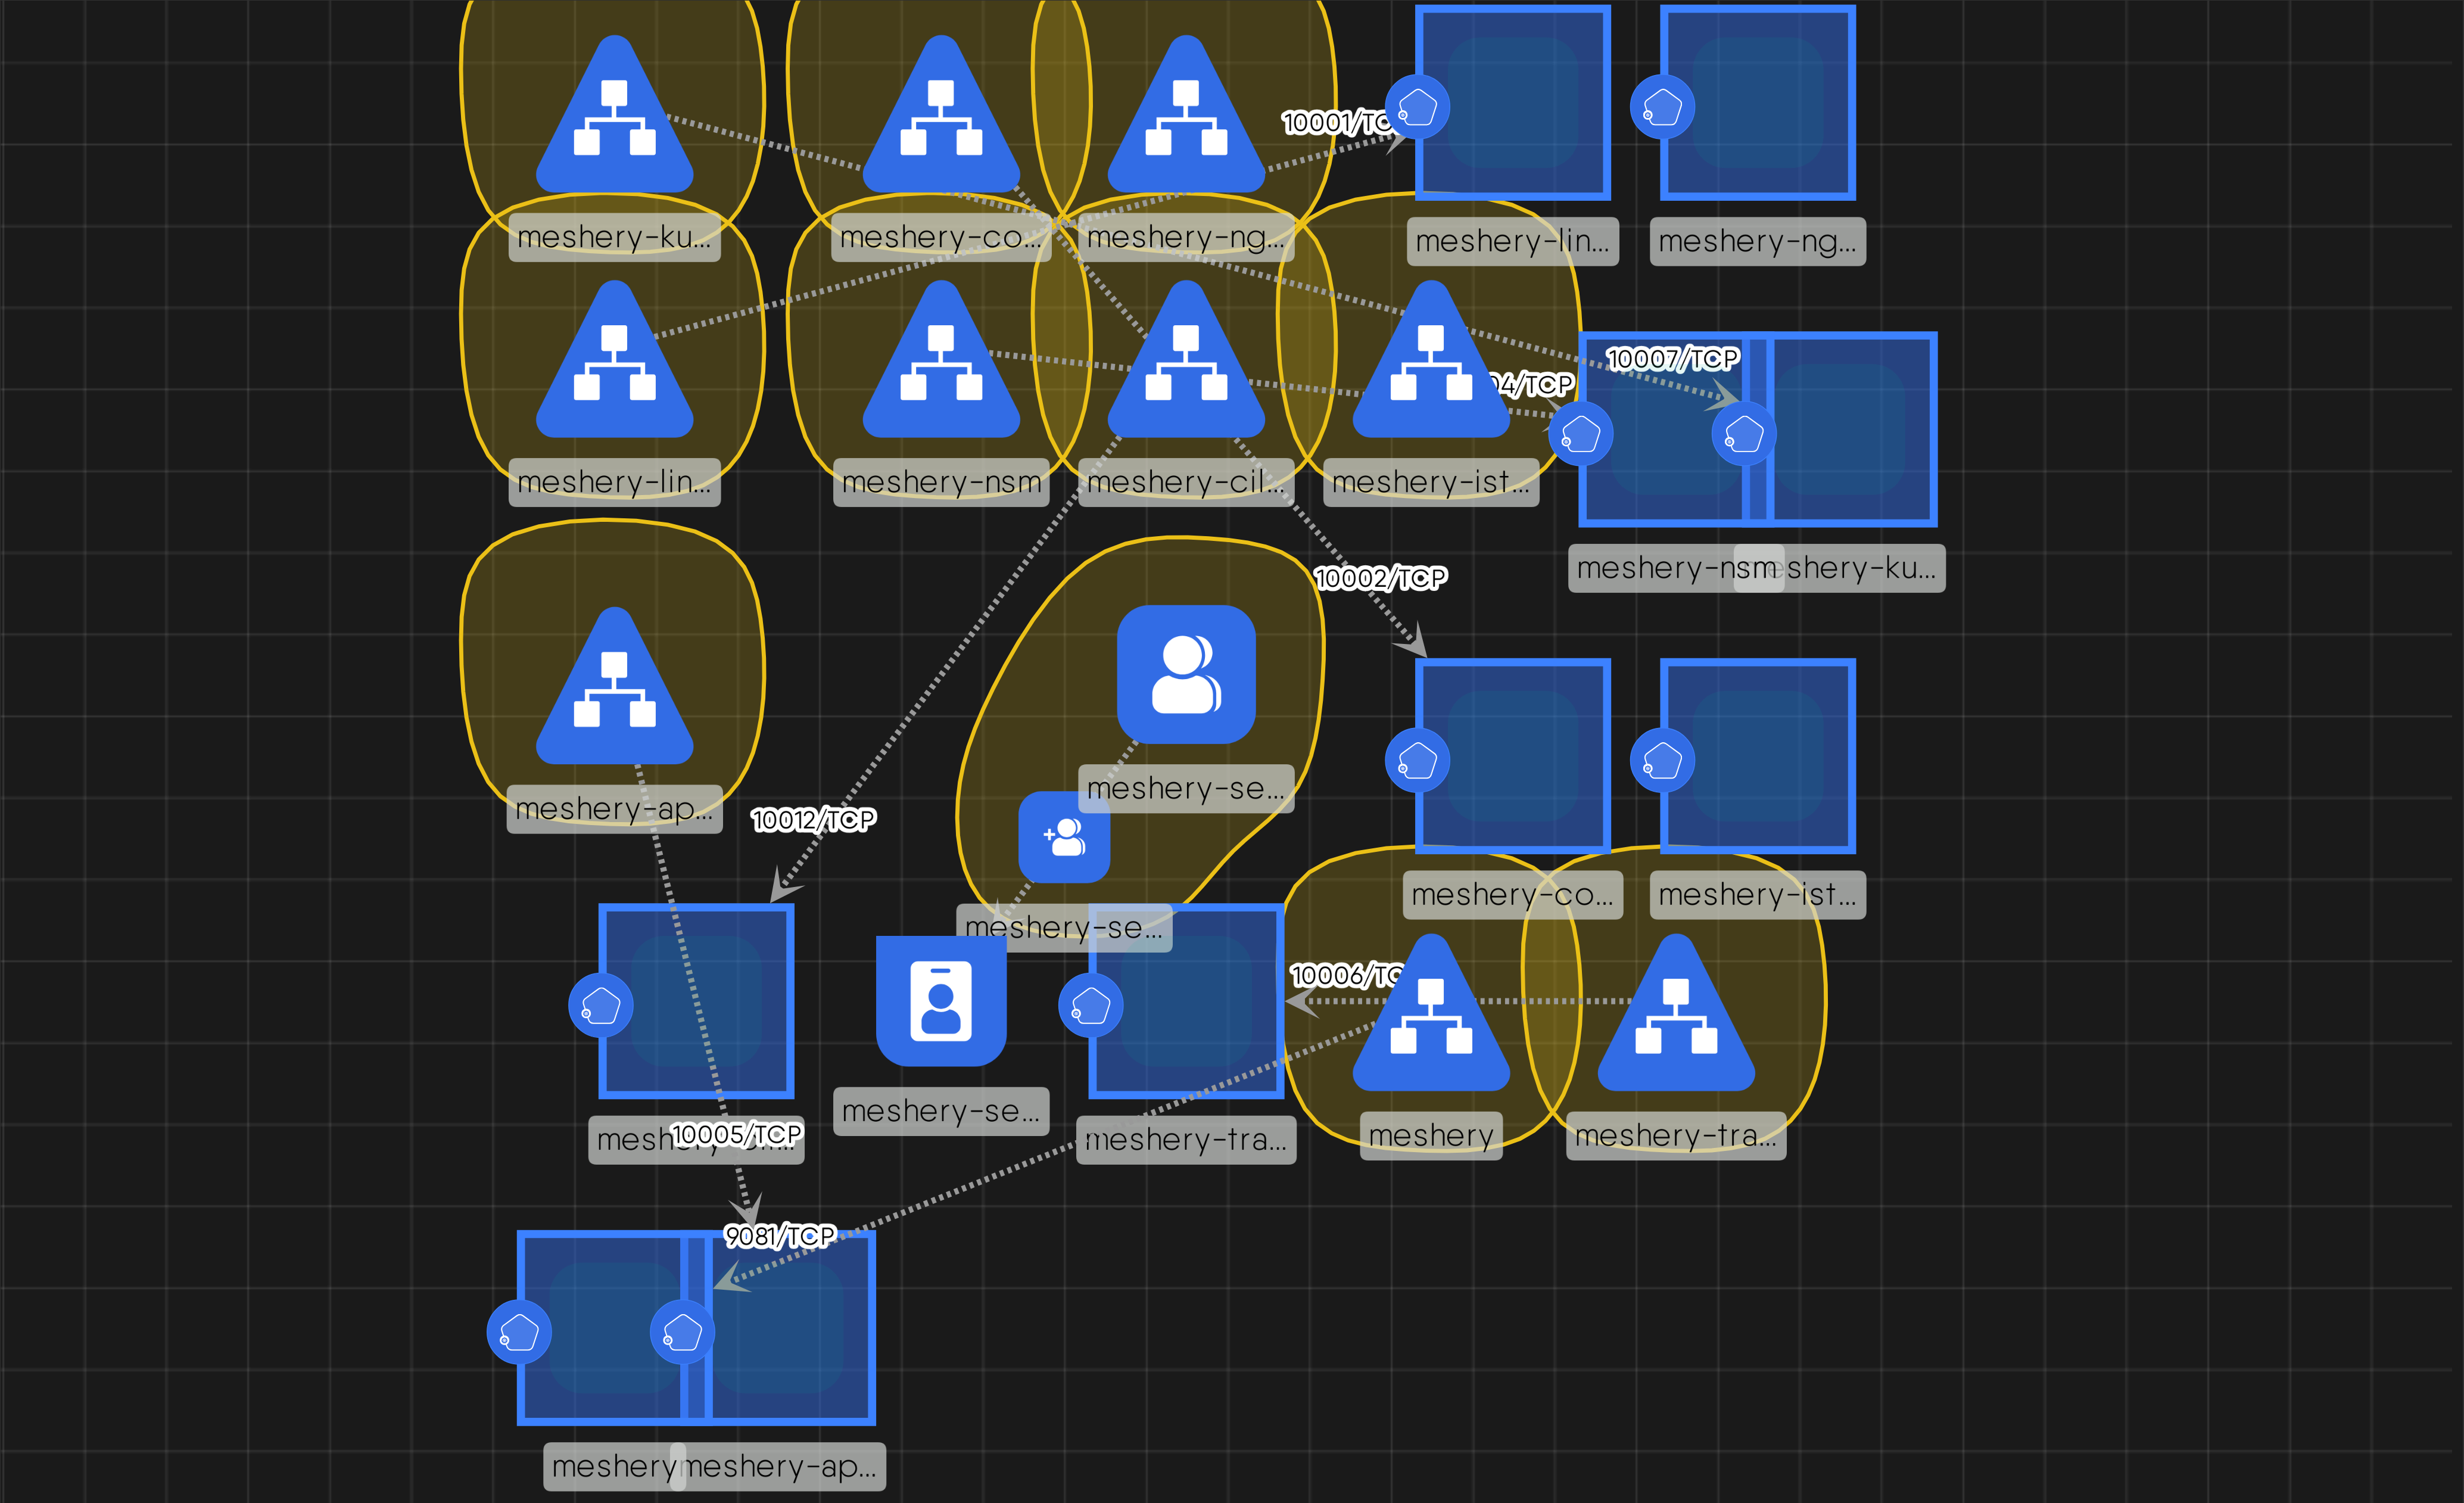 10001/TC
meshery-ku...
meshery-co...
meshery-ng...
meshery-lin...
meshery-ng...
10007/TCP
04/TCP
meshery-lin...
meshery-nsm
meshery-cil...
meshery-ist...
meshery-nsm
meshery-ku...
10002/TCP
meshery-se...
meshery-ap...
10012/TCP
meshery-co...
meshery-ist...
meshery-se...
10006/TC
meshery-se...
10005/TCP
meshery-tra...
meshery
meshery-tra...
9081/TCP
meshery
meshery-ap...